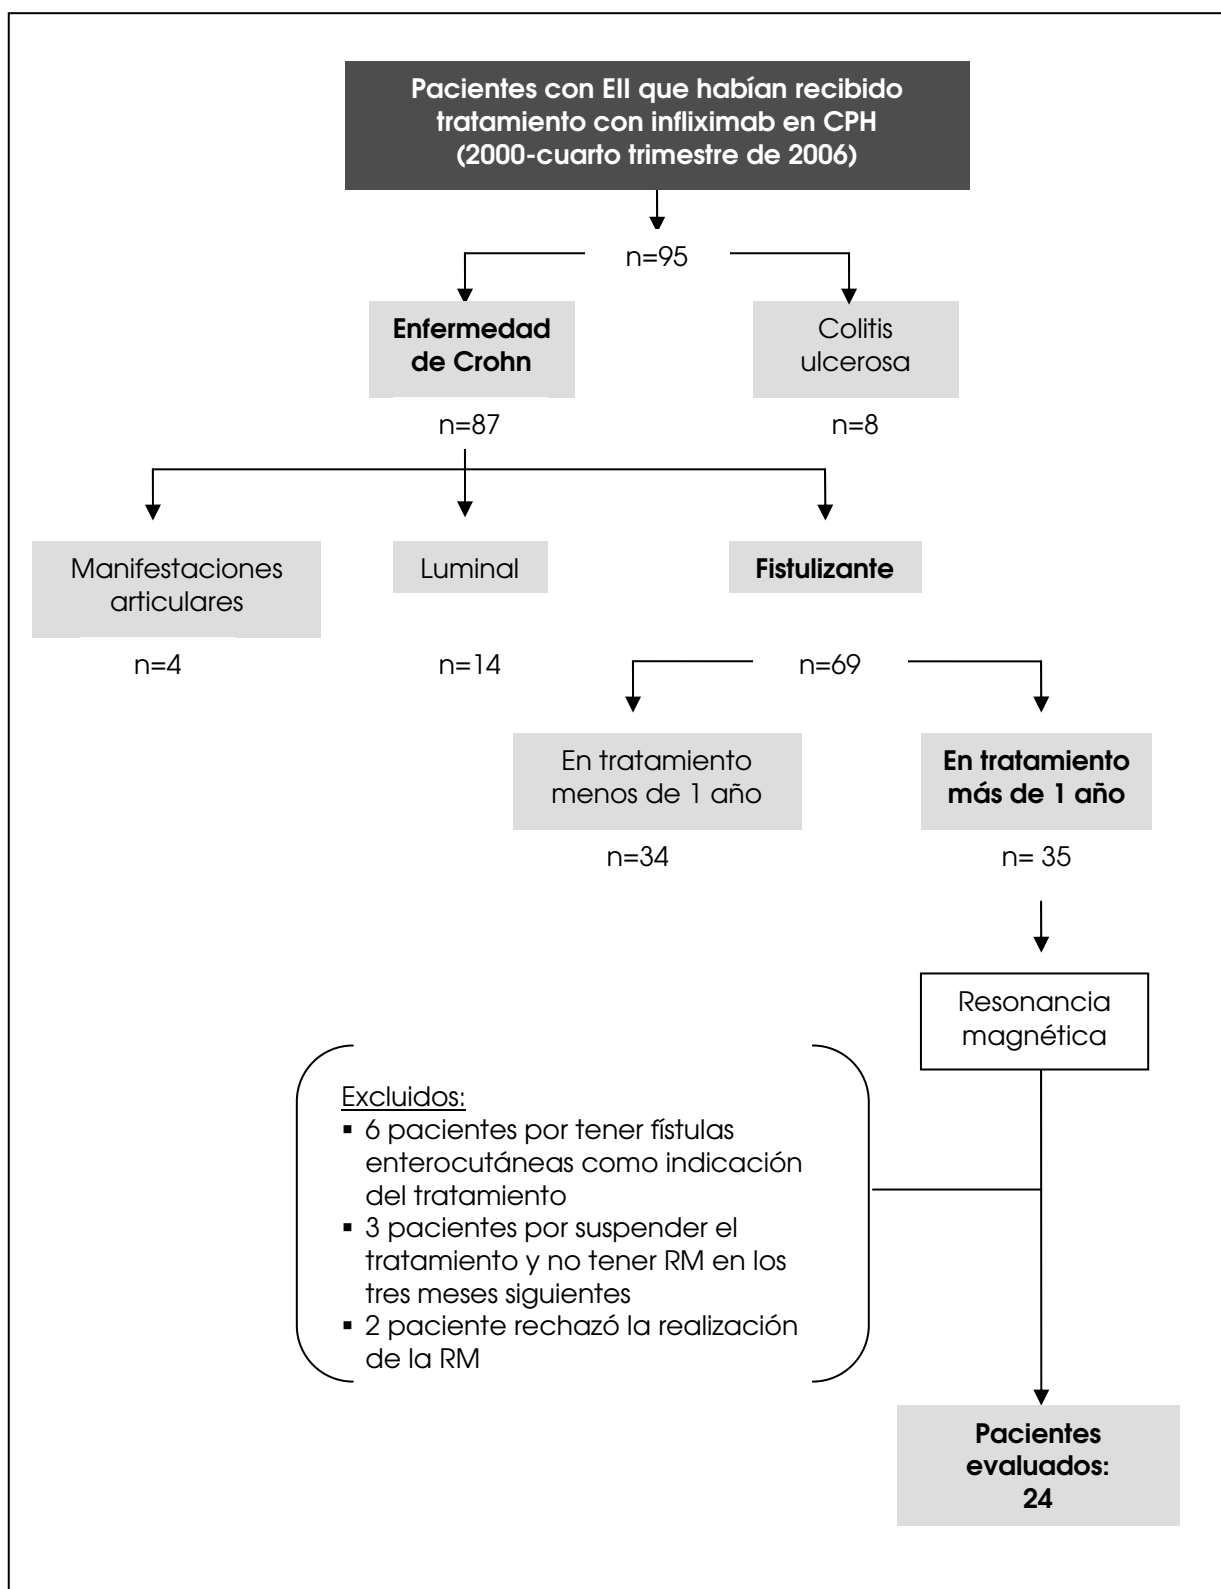 Pacientes con EII que habían recibido
tratamiento con infliximab en CPH
(2000-cuarto trimestre de 2006)
n=95
Enfermedad
de Crohn
Colitis
ulcerosa
n=87
n=8
Manifestaciones
articulares
Luminal
Fistulizante
n=4
n=14
n=69
En tratamiento
menos de 1 año
En tratamiento
más de 1 año
n=34
n= 35
Resonancia
magnética
Excluidos:
▪ 6 pacientes por tener fístulas
enterocutáneas como indicación
del tratamiento
▪ 3 pacientes por suspender el
tratamiento y no tener RM en los
tres meses siguientes
▪ 2 paciente rechazó la realización
de la RM
Pacientes
evaluados:
24